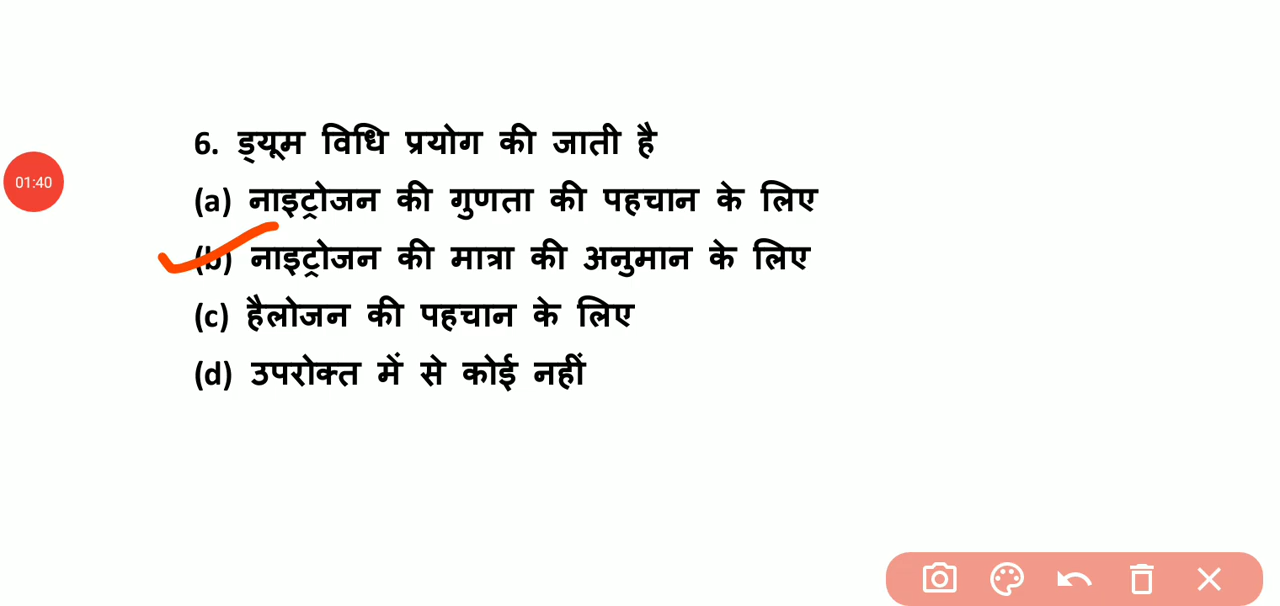 6. ड्यूम विधि प्रयोग की जाती है
(a) नाइट्रोजन की गुणता की पहचान के लिए
01:40
(b) नाइट्रोजन की मात्रा की अनुमान के लिए
(c) हैलोजन की पहचान के लिए
(d) उपरोक्त में से कोई नहीं